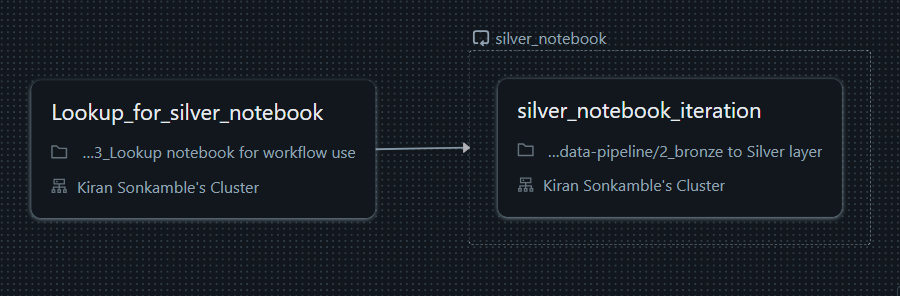 silver_notebook
Lookup_for_silver_notebook
...3_Lookup notebook for workflow use
Kiran Sonkamble's Cluster
silver_notebook_iteration
...data-pipeline/2_bronze to Silver layer
Kiran Sonkamble's Cluster